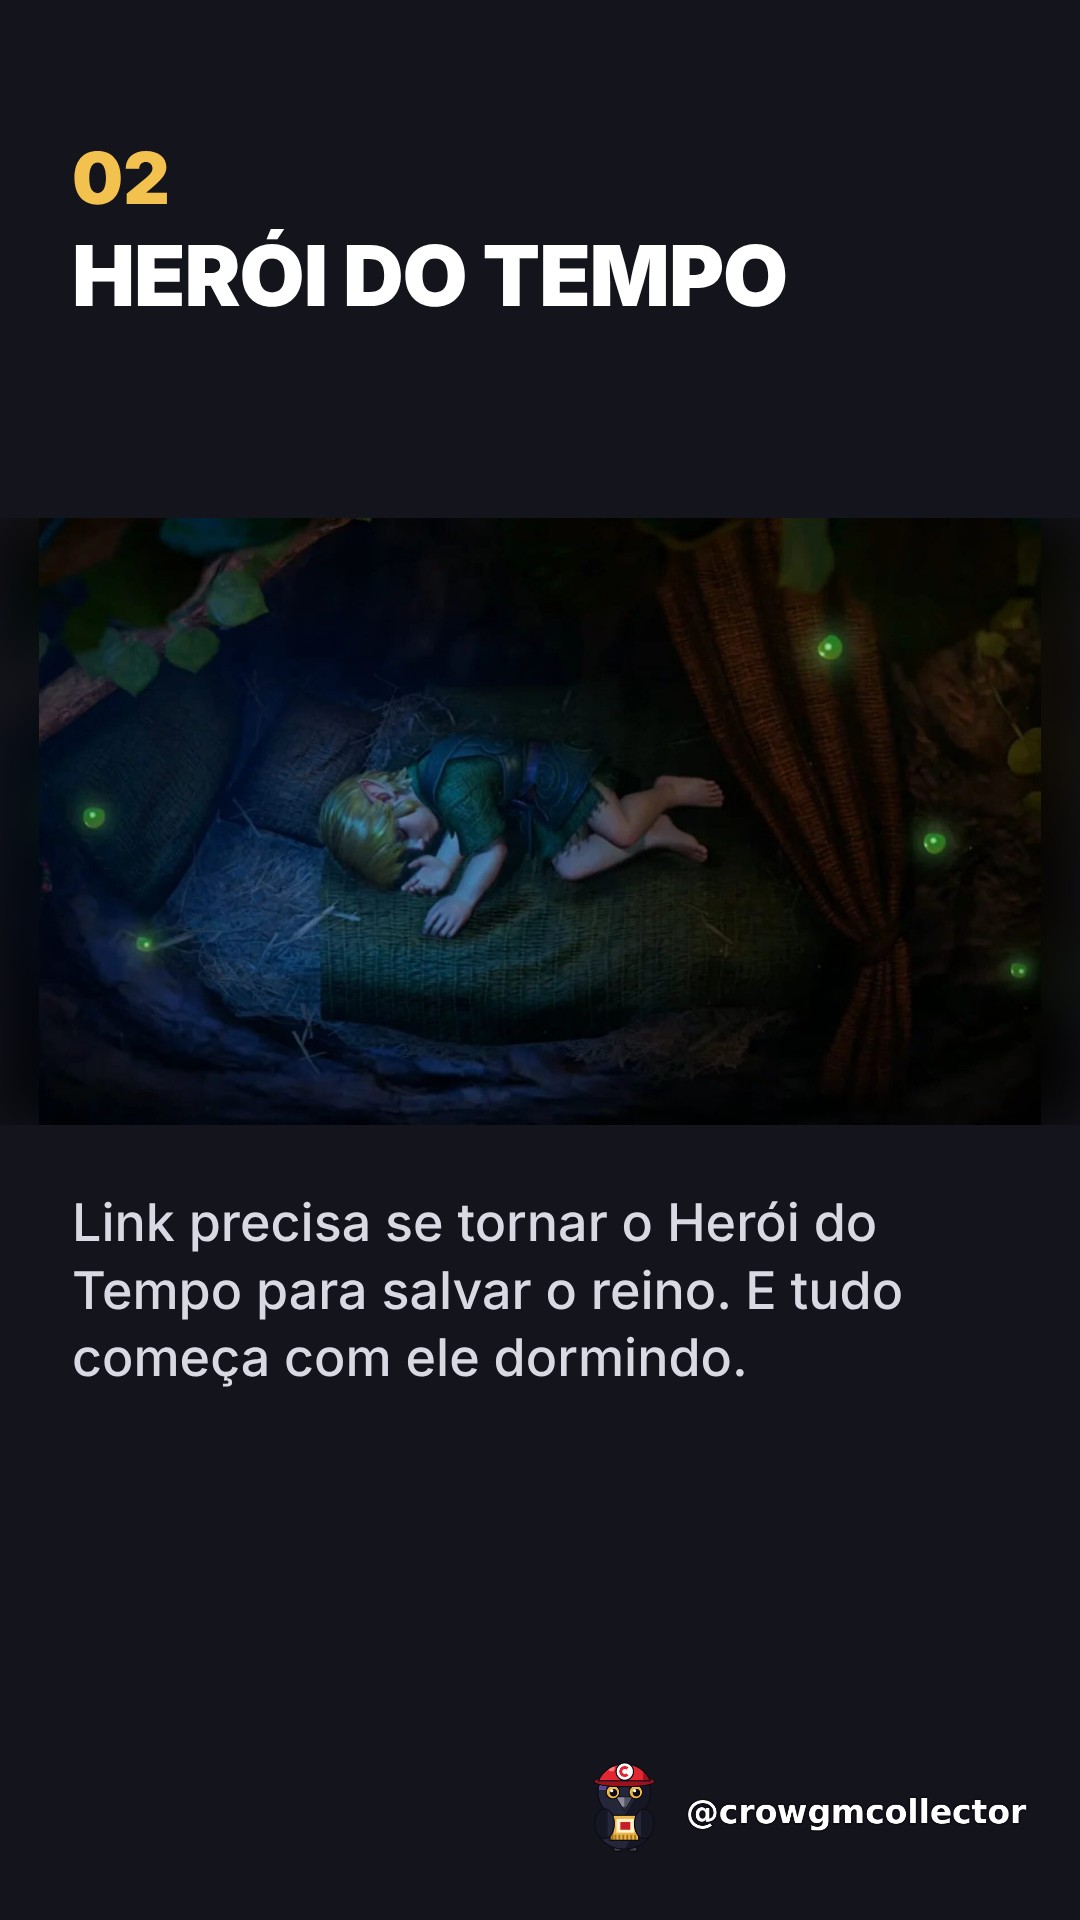 02
HERÓI DO TEMPO
Link precisa se tornar o Herói do
Tempo para salvar o reino. E tudo
começa com ele dormindo.
C
@crowgmcollector